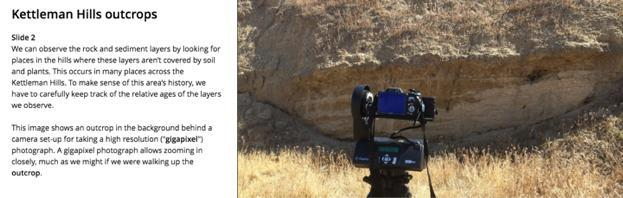 Kettleman Hills outcrops
Slide 2
We can observe the rock and sediment layers by looking for
places in the hills where these layers aren't covered by soil
and plants. This occurs in many places across the
Kettleman Hills. To make sense of this area's history, we
have to carefully keep track of the relative ages of the layers
we observe.
This image shows an outcrop in the background behind a
camera set-up for taking a high resolution ("gigapixel")
photograph. A gigapixel photograph allows zooming in
closely, much as we might if we were walking up the
outcrop.